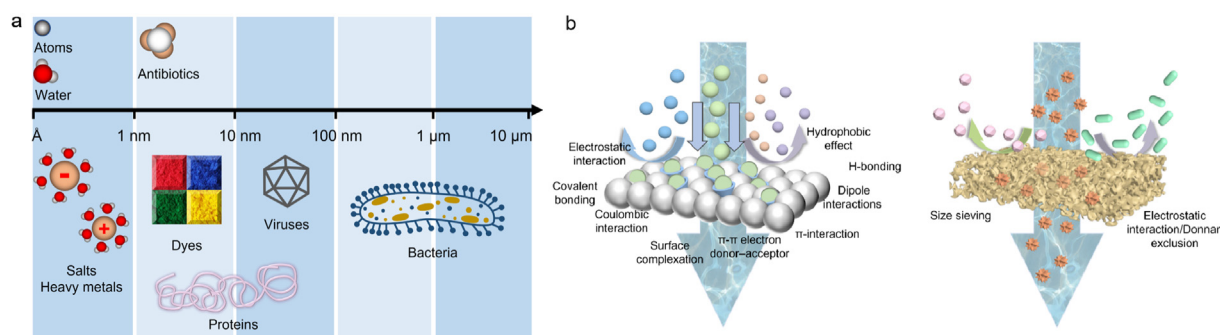 a
Atoms
Water
Antibiotics
Å
1 nm
10 nm
100 nm
1 μm
10 μm
−
+
Salts
Heavy metals
Dyes
Viruses
Proteins
Bacteria
b
Electrostatic
interaction
Covalent
bonding
Coulombic
interaction
Surface
complexation
π-π electron
donor–acceptor
π-interaction
Dipole
interactions
H-bonding
Hydrophobic
effect
Size sieving
Electrostatic
interaction/Donnan
exclusion